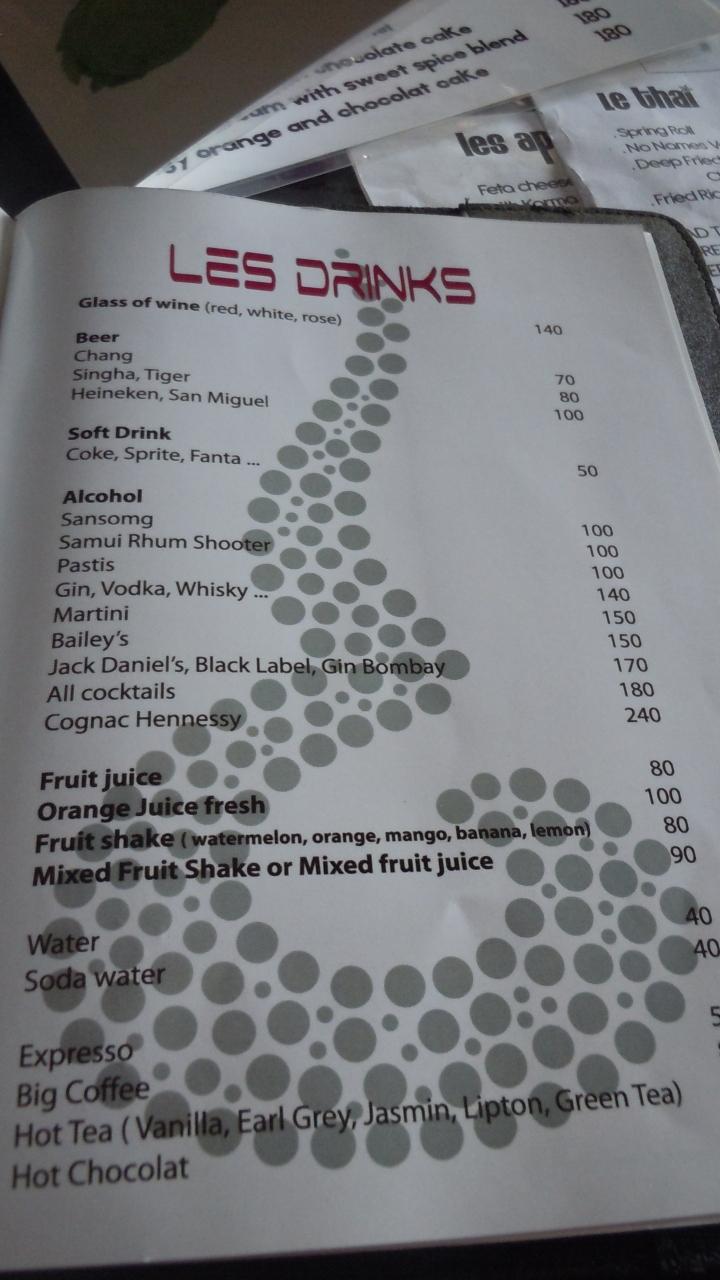 chocolate cake 180
with sweet spice blend 180
orange and chocolat cake
les ap
Feta cheese
Le thaï
.Spring Roll
.No Names
.Deep Fried
.Fried Ric
LES DRINKS
Glass of wine (red, white, rose) 140
Beer
Chang 70
Singha, Tiger 80
Heineken, San Miguel 100
Soft Drink
Coke, Sprite, Fanta ... 50
Alcohol
Sansomg 100
Samui Rhum Shooter 100
Pastis 100
Gin, Vodka, Whisky ... 140
Martini 150
Bailey's 150
Jack Daniel's, Black Label, Gin Bombay 170
All cocktails 180
Cognac Hennessy 240
Fruit juice 80
Orange Juice fresh 100
Fruit shake ( watermelon, orange, mango, banana, lemon) 80
Mixed Fruit Shake or Mixed fruit juice 90
Water 40
Soda water 40
Expresso 5
Big Coffee
Hot Tea ( Vanilla, Earl Grey, Jasmin, Lipton, Green Tea)
Hot Chocolat